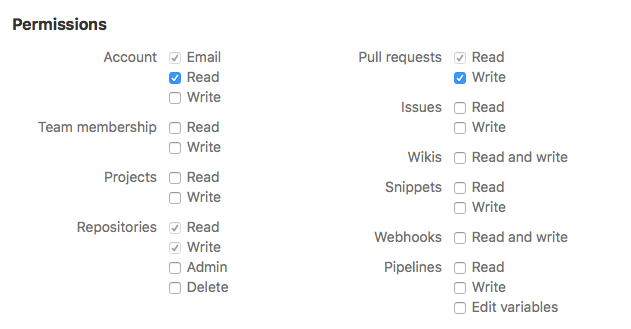 Permissions
Account Email
Read
Write
Team membership Read
Write
Projects Read
Write
Repositories Read
Write
Admin
Delete
Pull requests Read
Write
Issues Read
Write
Wikis Read and write
Snippets Read
Write
Webhooks Read and write
Pipelines Read
Write
Edit variables